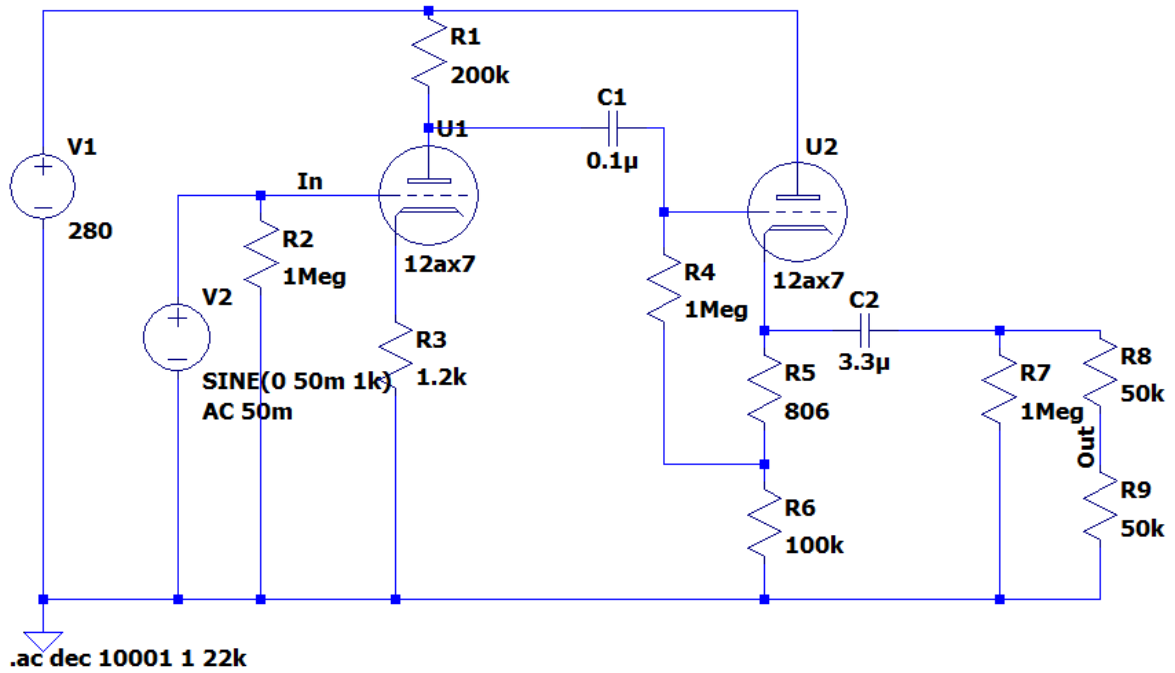 R1
200k
C1
0.1µ
U1
U2
V1
280
In
R2
1Meg
12ax7
12ax7
R4
1Meg
V2
R3
1.2k
SINE(0 50m 1k)
AC 50m
C2
3.3µ
R5
806
R7
1Meg
R8
50k
Out
R9
50k
R6
100k
.ac dec 10001 1 22k